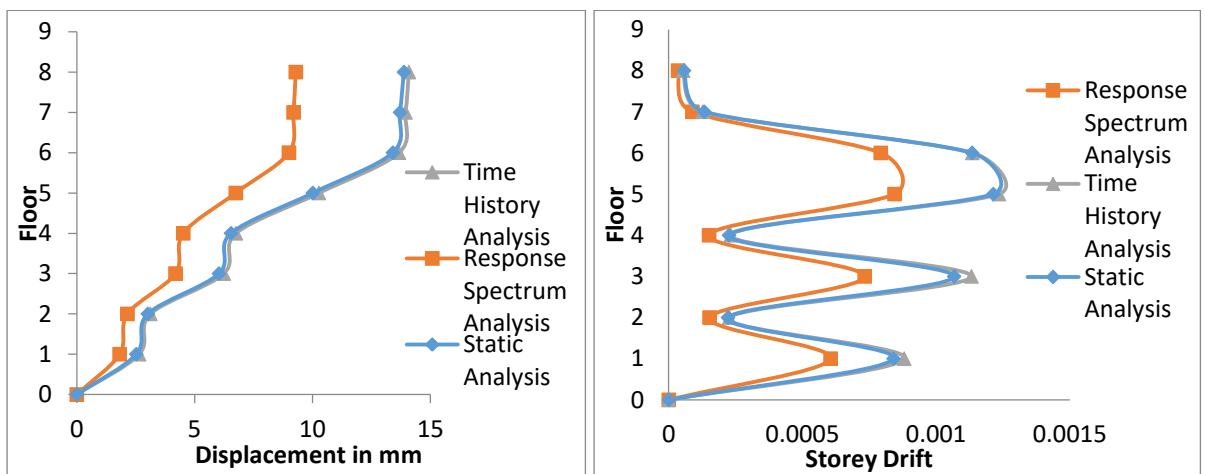 9
8
7
6
5
4
3
2
1
0
Floor
0 5 10 15
Displacement in mm
Time
History
Analysis
Response
Spectrum
Analysis
Static
Analysis
9
8
7
6
5
4
3
2
1
0
Floor
0 0.0005 0.001 0.0015
Storey Drift
Response
Spectrum
Analysis
Time
History
Analysis
Static
Analysis